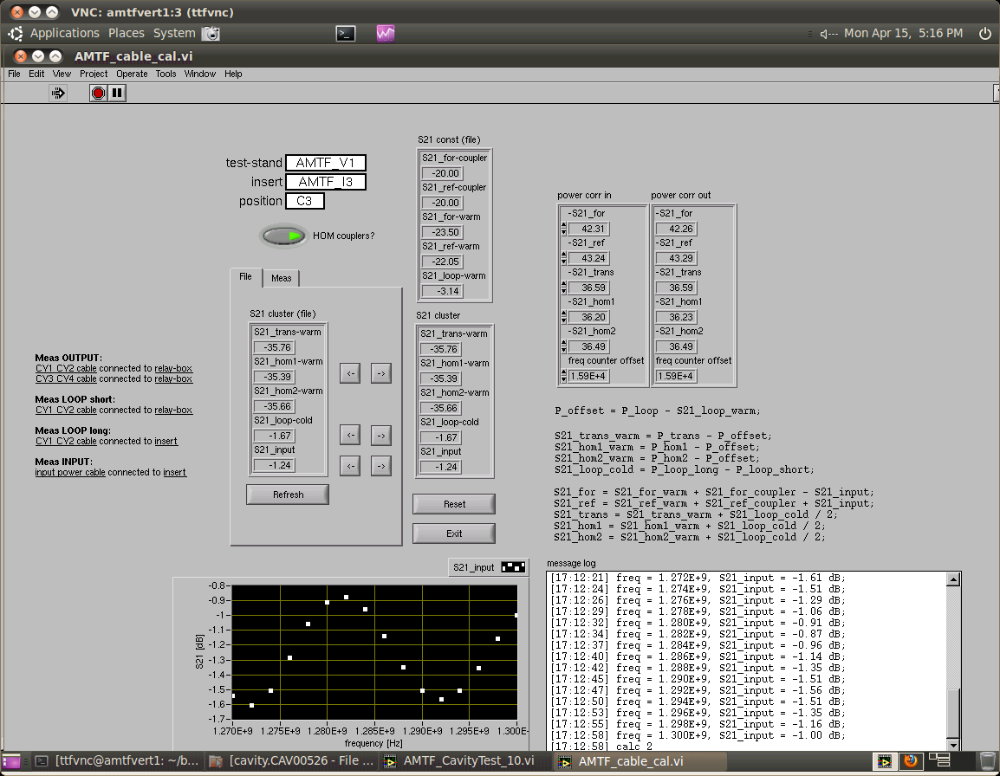 VNC: amtfvert1:3 (ttfvnc)
Applications Places System
Mon Apr 15, 5:16 PM
AMTF_cable_cal.vi
File Edit View Project Operate Tools Window Help
test-stand AMTF_V1
insert AMTF_I3
position C3
HOM couplers?
File Meas
S21 cluster (file)
S21_trans-warm
-35.76
S21_hom1-warm
-35.39
S21_hom2-warm
-35.66
S21_loop-cold
-1.67
S21_input
-1.24
<- ->
<- ->
<- ->
Refresh
Meas OUTPUT:
CY1 CY2 cable connected to relay-box
CY3 CY4 cable connected to relay-box
Meas LOOP short:
CY1 CY2 cable connected to relay-box
Meas LOOP long:
CY1 CY2 cable connected to insert
Meas INPUT:
input power cable connected to insert
S21 const (file)
S21_for-coupler
-20.00
S21_ref-coupler
-20.00
S21_for-warm
-23.50
S21_ref-warm
-22.05
S21_loop-warm
-3.14
S21 cluster
S21_trans-warm
-35.76
S21_hom1-warm
-35.39
S21_hom2-warm
-35.66
S21_loop-cold
-1.67
S21_input
-1.24
Reset
Exit
power corr in
-S21_for
42.31
-S21_ref
43.24
-S21_trans
36.59
-S21_hom1
36.20
-S21_hom2
36.49
freq counter offset
1.59E+4
power corr out
-S21_for
42.26
-S21_ref
43.29
-S21_trans
36.59
-S21_hom1
36.23
-S21_hom2
36.49
freq counter offset
1.59E+4
P_offset = P_loop - S21_loop_warm;
S21_trans_warm = P_trans - P_offset;
S21_hom1_warm = P_hom1 - P_offset;
S21_hom2_warm = P_hom2 - P_offset;
S21_loop_cold = P_loop_long - P_loop_short;
S21_for = S21_for_warm + S21_for_coupler - S21_input;
S21_ref = S21_ref_warm + S21_ref_coupler + S21_input;
S21_trans = S21_trans_warm + S21_loop_cold / 2;
S21_hom1 = S21_hom1_warm + S21_loop_cold / 2;
S21_hom2 = S21_hom2_warm + S21_loop_cold / 2;
S21_input
S21 [dB]
-0.8
-0.9
-1
-1.1
-1.2
-1.3
-1.4
-1.5
-1.6
-1.7
1.270E+9 1.275E+9 1.280E+9 1.285E+9 1.290E+9 1.295E+9 1.300E
frequency [Hz]
message log
[17:12:21] freq = 1.272E+9, S21_input = -1.61 dB;
[17:12:24] freq = 1.274E+9, S21_input = -1.51 dB;
[17:12:26] freq = 1.276E+9, S21_input = -1.29 dB;
[17:12:29] freq = 1.278E+9, S21_input = -1.06 dB;
[17:12:32] freq = 1.280E+9, S21_input = -0.91 dB;
[17:12:34] freq = 1.282E+9, S21_input = -0.87 dB;
[17:12:37] freq = 1.284E+9, S21_input = -0.96 dB;
[17:12:40] freq = 1.286E+9, S21_input = -1.14 dB;
[17:12:42] freq = 1.288E+9, S21_input = -1.35 dB;
[17:12:45] freq = 1.290E+9, S21_input = -1.51 dB;
[17:12:47] freq = 1.292E+9, S21_input = -1.56 dB;
[17:12:50] freq = 1.294E+9, S21_input = -1.51 dB;
[17:12:53] freq = 1.296E+9, S21_input = -1.35 dB;
[17:12:55] freq = 1.298E+9, S21_input = -1.16 dB;
[17:12:58] freq = 1.300E+9, S21_input = -1.00 dB;
[17:12:58] calc 2
[ttfvnc@amtfvert1: ~/b... [cavity.CAV00526 - File ... AMTF_CavityTest_10.vi AMTF_cable_cal.vi